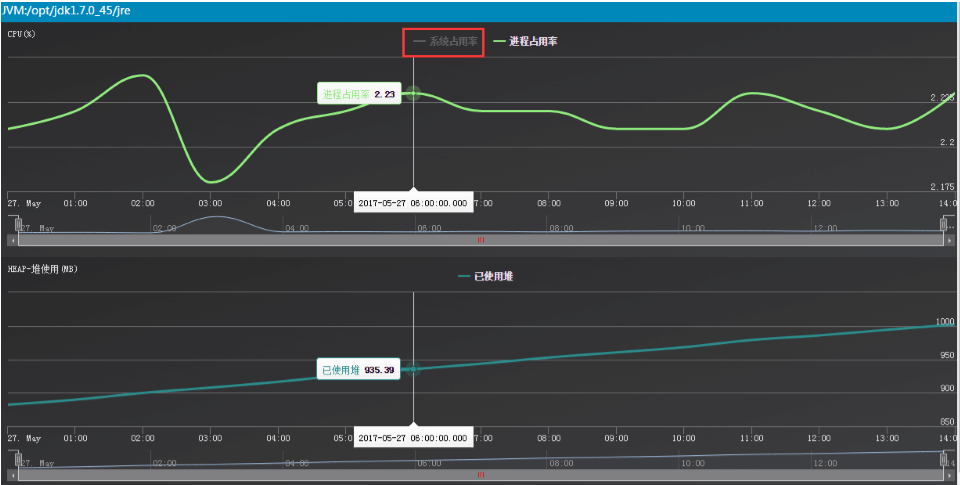 JVM:/opt/jdk1.7.0_45/jre
CPU(%)
系统占用率 进程占用率
进程占用率 2.23
2.225
2.2
2.175
27. May 01:00 02:00 03:00 04:00 05:0 2017-05-27 06:00:00.000 7:00 08:00 09:00 10:00 11:00 12:00 13:00 14:0
27. May 02:00 04:00 06:00 08:00 10:00 12:00
HEAP-堆使用(MB)
已使用堆
1000
950
已使用堆 935.39
900
850
27. May 01:00 02:00 03:00 04:00 05:0 2017-05-27 06:00:00.000 7:00 08:00 09:00 10:00 11:00 12:00 13:00 14:0
27. May 02:00 04:00 06:00 08:00 10:00 12:00 14